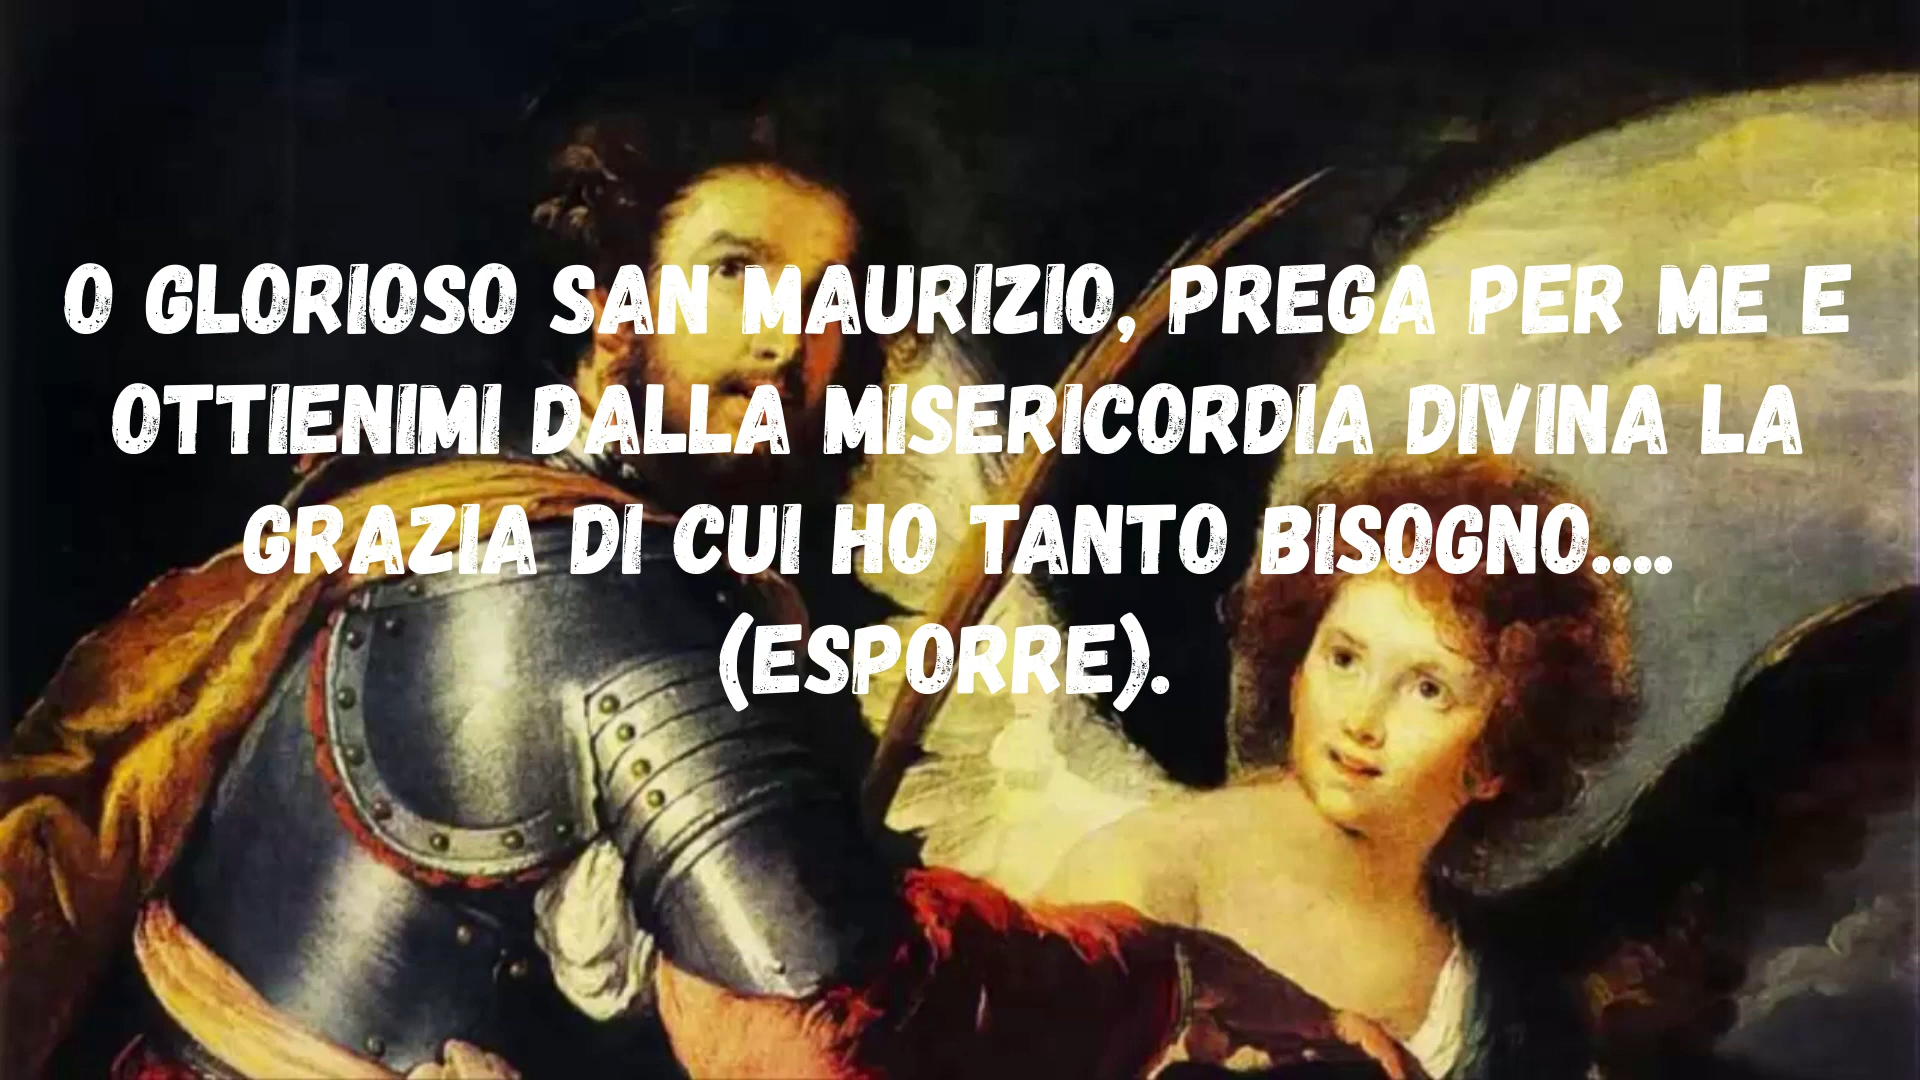 O GLORIOSO SAN MAURIZIO, PREGA PER ME E
OTTIENIMI DALLA MISERICORDIA DIVINA LA
GRAZIA DI CUI HO TANTO BISOGNO....
(ESPORRE).